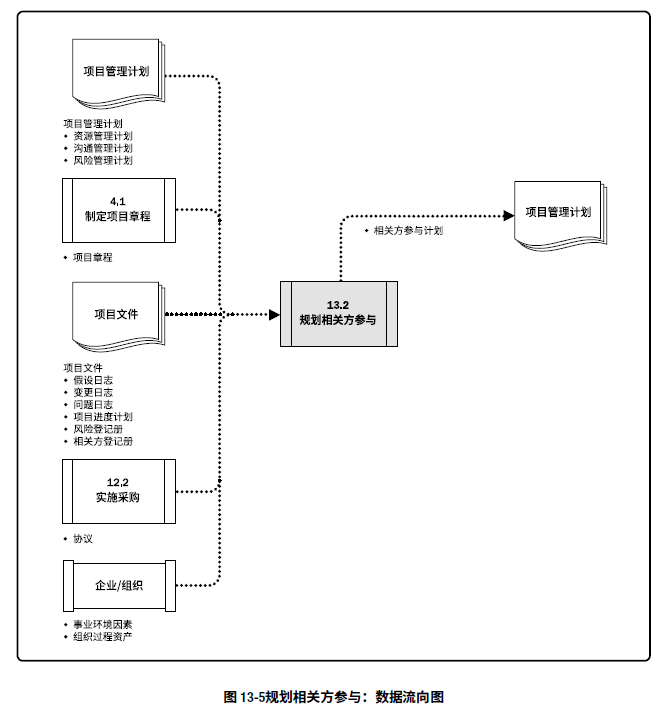 项目管理计划
项目管理计划
• 资源管理计划
• 沟通管理计划
• 风险管理计划
4.1
制定项目章程
• 项目章程
项目文件
项目文件
• 假设日志
• 变更日志
• 问题日志
• 项目进度计划
• 风险登记册
• 相关方登记册
12.2
实施采购
• 协议
企业/组织
• 事业环境因素
• 组织过程资产
13.2
规划相关方参与
• 相关方参与计划
项目管理计划
图 13-5规划相关方参与：数据流向图